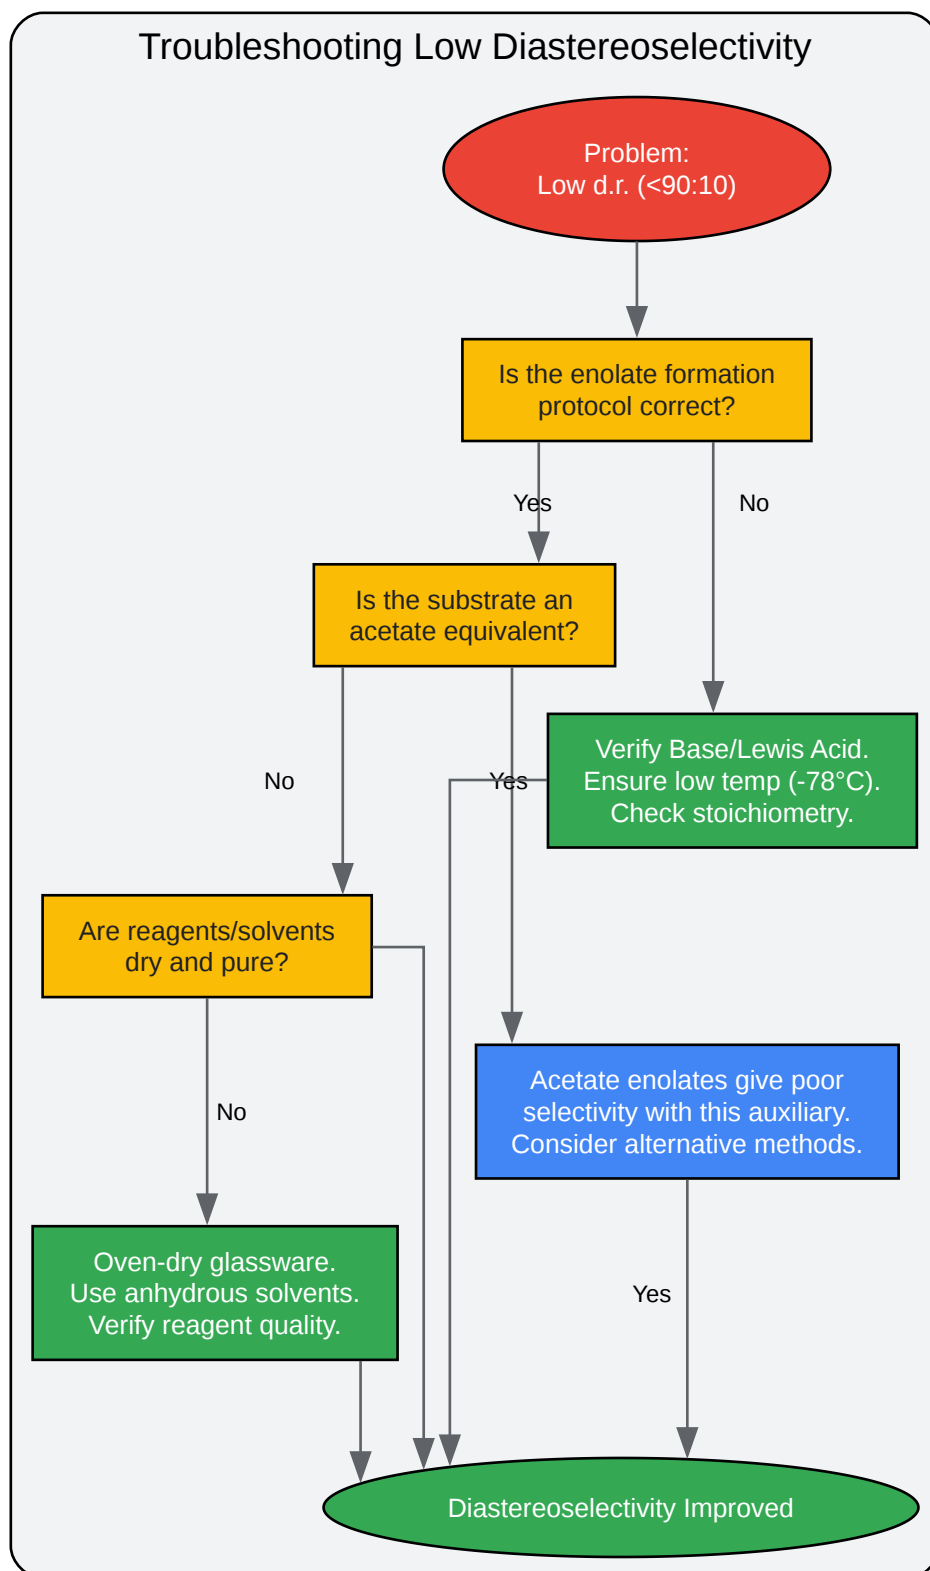 Troubleshooting Low Diastereoselectivity
Problem:
Low d.r. (<90:10)
Is the enolate formation
protocol correct?
Yes
No
Is the substrate an
acetate equivalent?
Verify Base/Lewis Acid.
Ensure low temp (-78°C).
Check stoichiometry.
No
Yes
Are reagents/solvents
dry and pure?
Acetate enolates give poor
selectivity with this auxiliary.
Consider alternative methods.
No
Oven-dry glassware.
Use anhydrous solvents.
Verify reagent quality.
Yes
Diastereoselectivity Improved